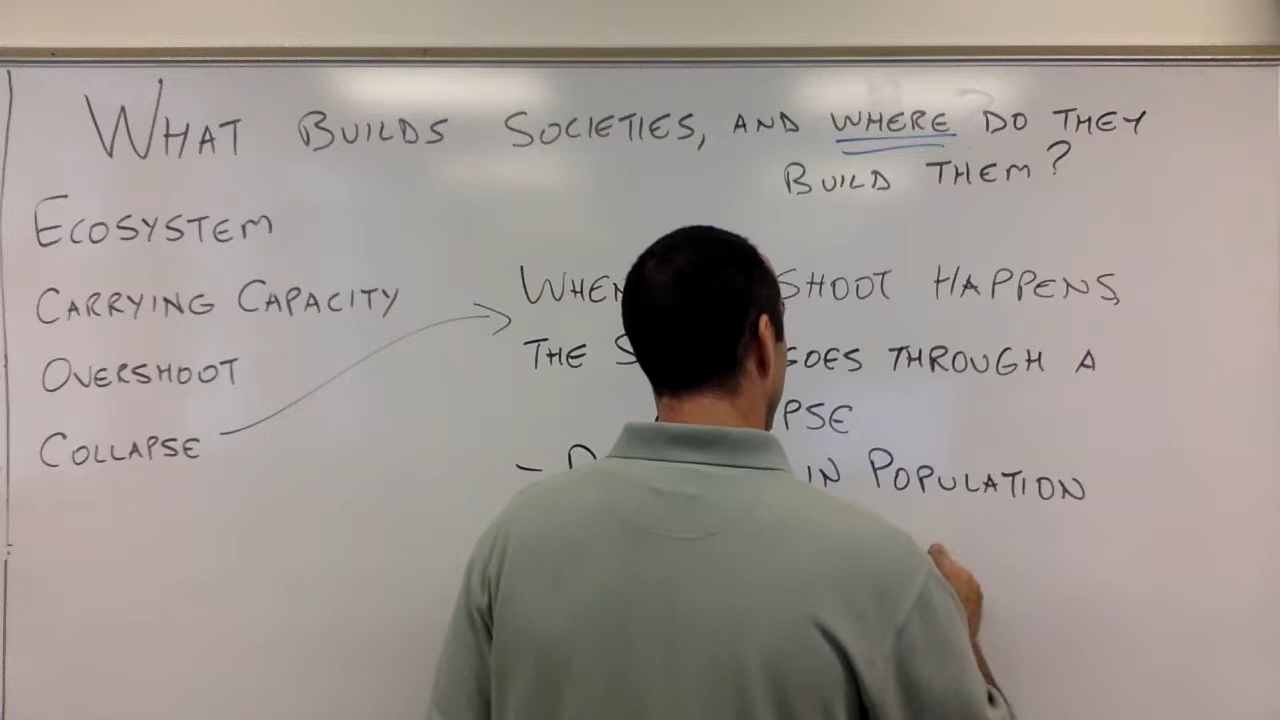 WHAT BUILDS SOCIETIES, AND WHERE DO THEY
BUILD THEM?
ECOSYSTEM
CARRYING CAPACITY
OVERSHOOT
COLLAPSE
WHEN SHOOT HAPPENS,
THE GOES THROUGH A
PSE
- IN POPULATION